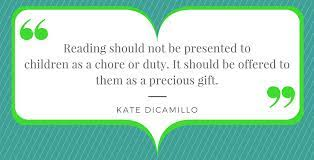 “
Reading should not be presented to
children as a chore or duty. It should be offered to
them as a precious gift.
”
KATE DICAMILLO